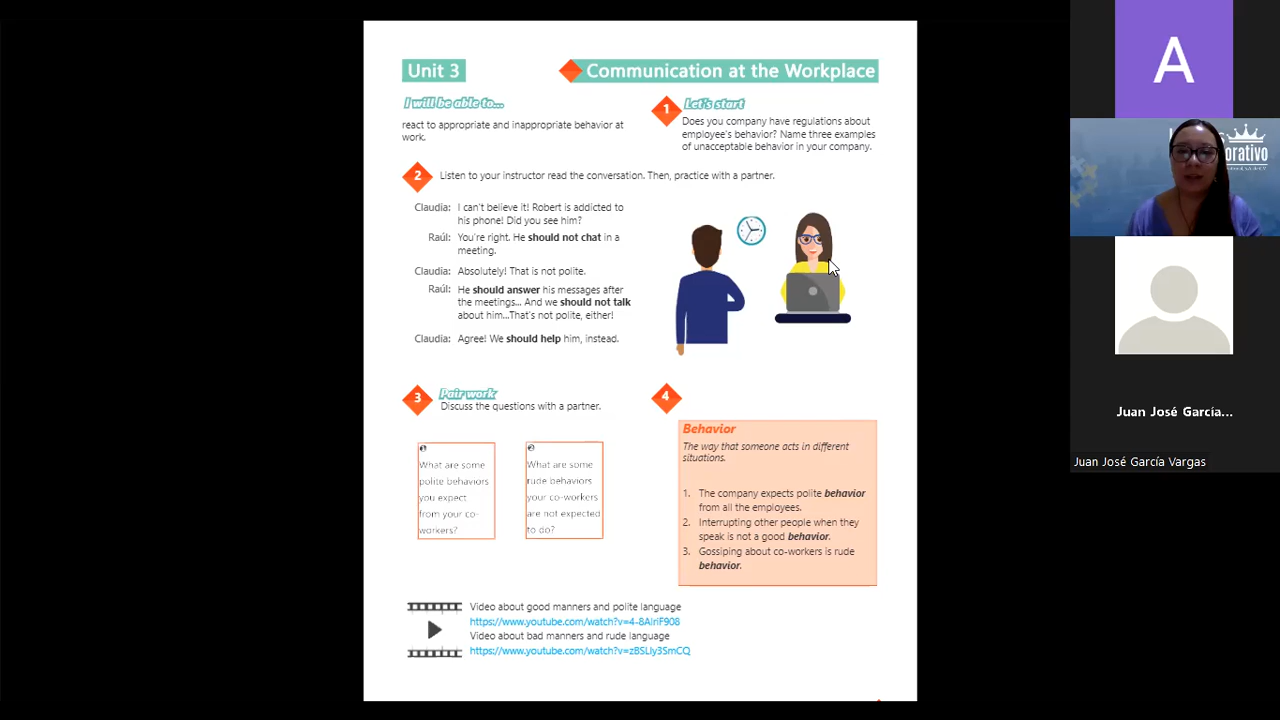 Unit 3
Communication at the Workplace
I will be able to...
react to appropriate and inappropriate behavior at
work.
1
Let's start
Does you company have regulations about
employee's behavior? Name three examples
of unacceptable behavior in your company.
2
Listen to your instructor read the conversation. Then, practice with a partner.
Claudia: I can't believe it! Robert is addicted to
his phone! Did you see him?
Raúl: You're right. He should not chat in a
meeting.
Claudia: Absolutely! That is not polite.
Raúl: He should answer his messages after
the meetings... And we should not talk
about him...That's not polite, either!
Claudia: Agree! We should help him, instead.
3
Pair work
Discuss the questions with a partner.
1
What are some
polite behaviors
you expect
from your co-
workers?
2
What are some
rude behaviors
your co-workers
are not expected
to do?
4
Behavior
The way that someone acts in different
situations.
1. The company expects polite behavior
from all the employees.
2. Interrupting other people when they
speak is not a good behavior.
3. Gossiping about co-workers is rude
behavior.
Video about good manners and polite language
https://www.youtube.com/watch?v=4-8AiriF908
Video about bad manners and rude language
https://www.youtube.com/watch?v=zBSLIy3SmCQ
A
orativo
Juan José García...
Juan José García Vargas